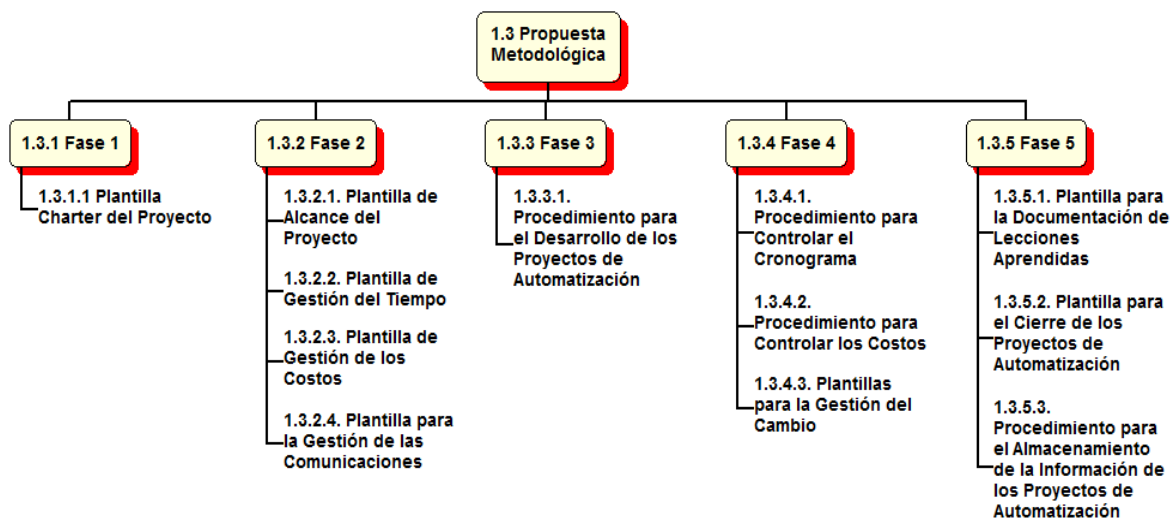 1.3 Propuesta
Metodológica
1.3.1 Fase 1
1.3.1.1 Plantilla
Charter del Proyecto
1.3.2 Fase 2
1.3.2.1. Plantilla de
Alcance del
Proyecto
1.3.2.2. Plantilla de
Gestión del Tiempo
1.3.2.3. Plantilla de
Gestión de los
Costos
1.3.2.4. Plantilla para
la Gestión de las
Comunicaciones
1.3.3 Fase 3
1.3.3.1.
Procedimiento para
el Desarrollo de los
Proyectos de
Automatización
1.3.4 Fase 4
1.3.4.1.
Procedimiento para
Controlar el
Cronograma
1.3.4.2.
Procedimiento para
Controlar los Costos
1.3.4.3. Plantillas
para la Gestión del
Cambio
1.3.5 Fase 5
1.3.5.1. Plantilla para
la Documentación de
Lecciones
Aprendidas
1.3.5.2. Plantilla para
el Cierre de los
Proyectos de
Automatización
1.3.5.3.
Procedimiento para
el Almacenamiento
de la Información de
los Proyectos de
Automatización